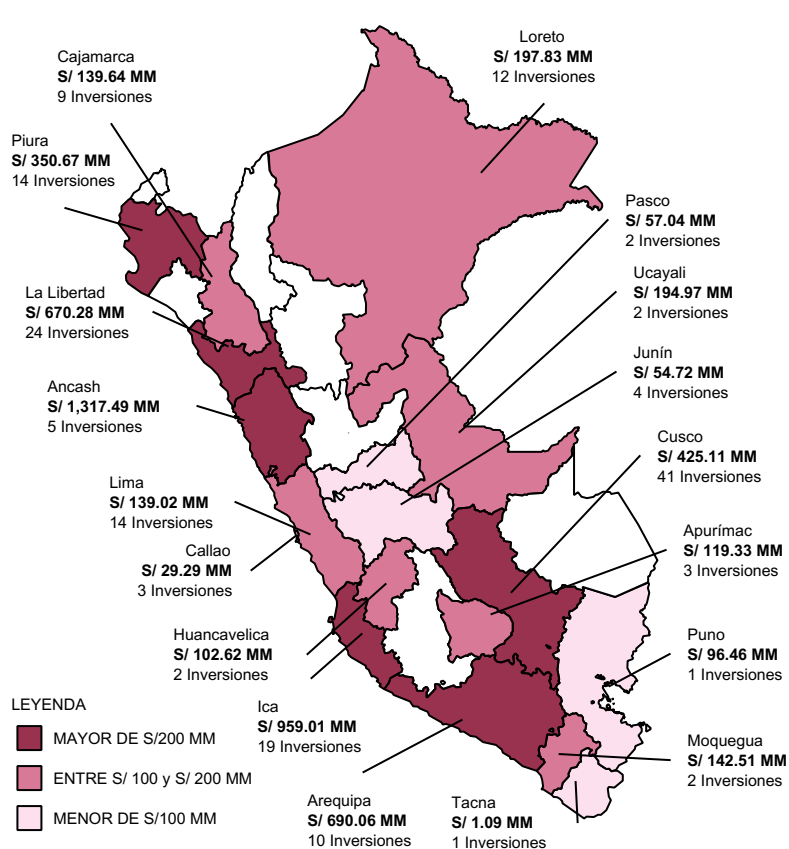 Cajamarca
S/ 139.64 MM
9 Inversiones
Loreto
S/ 197.83 MM
12 Inversiones
Piura
S/ 350.67 MM
14 Inversiones
Pasco
S/ 57.04 MM
2 Inversiones
Ucayali
S/ 194.97 MM
2 Inversiones
La Libertad
S/ 670.28 MM
24 Inversiones
Junín
S/ 54.72 MM
4 Inversiones
Ancash
S/ 1,317.49 MM
5 Inversiones
Cusco
S/ 425.11 MM
41 Inversiones
Lima
S/ 139.02 MM
14 Inversiones
Callao
S/ 29.29 MM
3 Inversiones
Apurímac
S/ 119.33 MM
3 Inversiones
Huancavelica
S/ 102.62 MM
2 Inversiones
Puno
S/ 96.46 MM
1 Inversiones
Ica
S/ 959.01 MM
19 Inversiones
Moquegua
S/ 142.51 MM
2 Inversiones
Arequipa
S/ 690.06 MM
10 Inversiones
Tacna
S/ 1.09 MM
1 Inversiones
LEYENDA
MAYOR DE S/200 MM
ENTRE S/ 100 y S/ 200 MM
MENOR DE S/100 MM